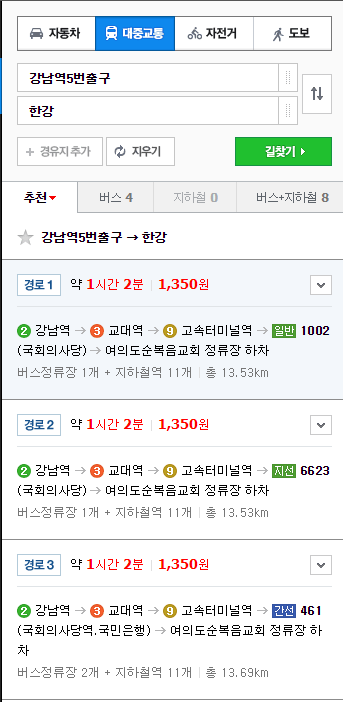 자동차 대중교통 자전거 도보
강남역5번출구
한강
+ 경유지 추가 지우기 길찾기
추천 버스 4 지하철 0 버스+지하철 8
강남역5번출구 → 한강
경로 1 약 1시간 2분 | 1,350원
2 강남역 → 3 교대역 → 9 고속터미널역 → 일반 1002
(국회의사당) → 여의도순복음교회 정류장 하차
버스정류장 1개 + 지하철역 11개 | 총 13.53km
경로 2 약 1시간 2분 | 1,350원
2 강남역 → 3 교대역 → 9 고속터미널역 → 지선 6623
(국회의사당) → 여의도순복음교회 정류장 하차
버스정류장 1개 + 지하철역 11개 | 총 13.53km
경로 3 약 1시간 2분 | 1,350원
2 강남역 → 3 교대역 → 9 고속터미널역 → 간선 461
(국회의사당역.국민은행) → 여의도순복음교회 정류장 하
차
버스정류장 2개 + 지하철역 11개 | 총 13.69km